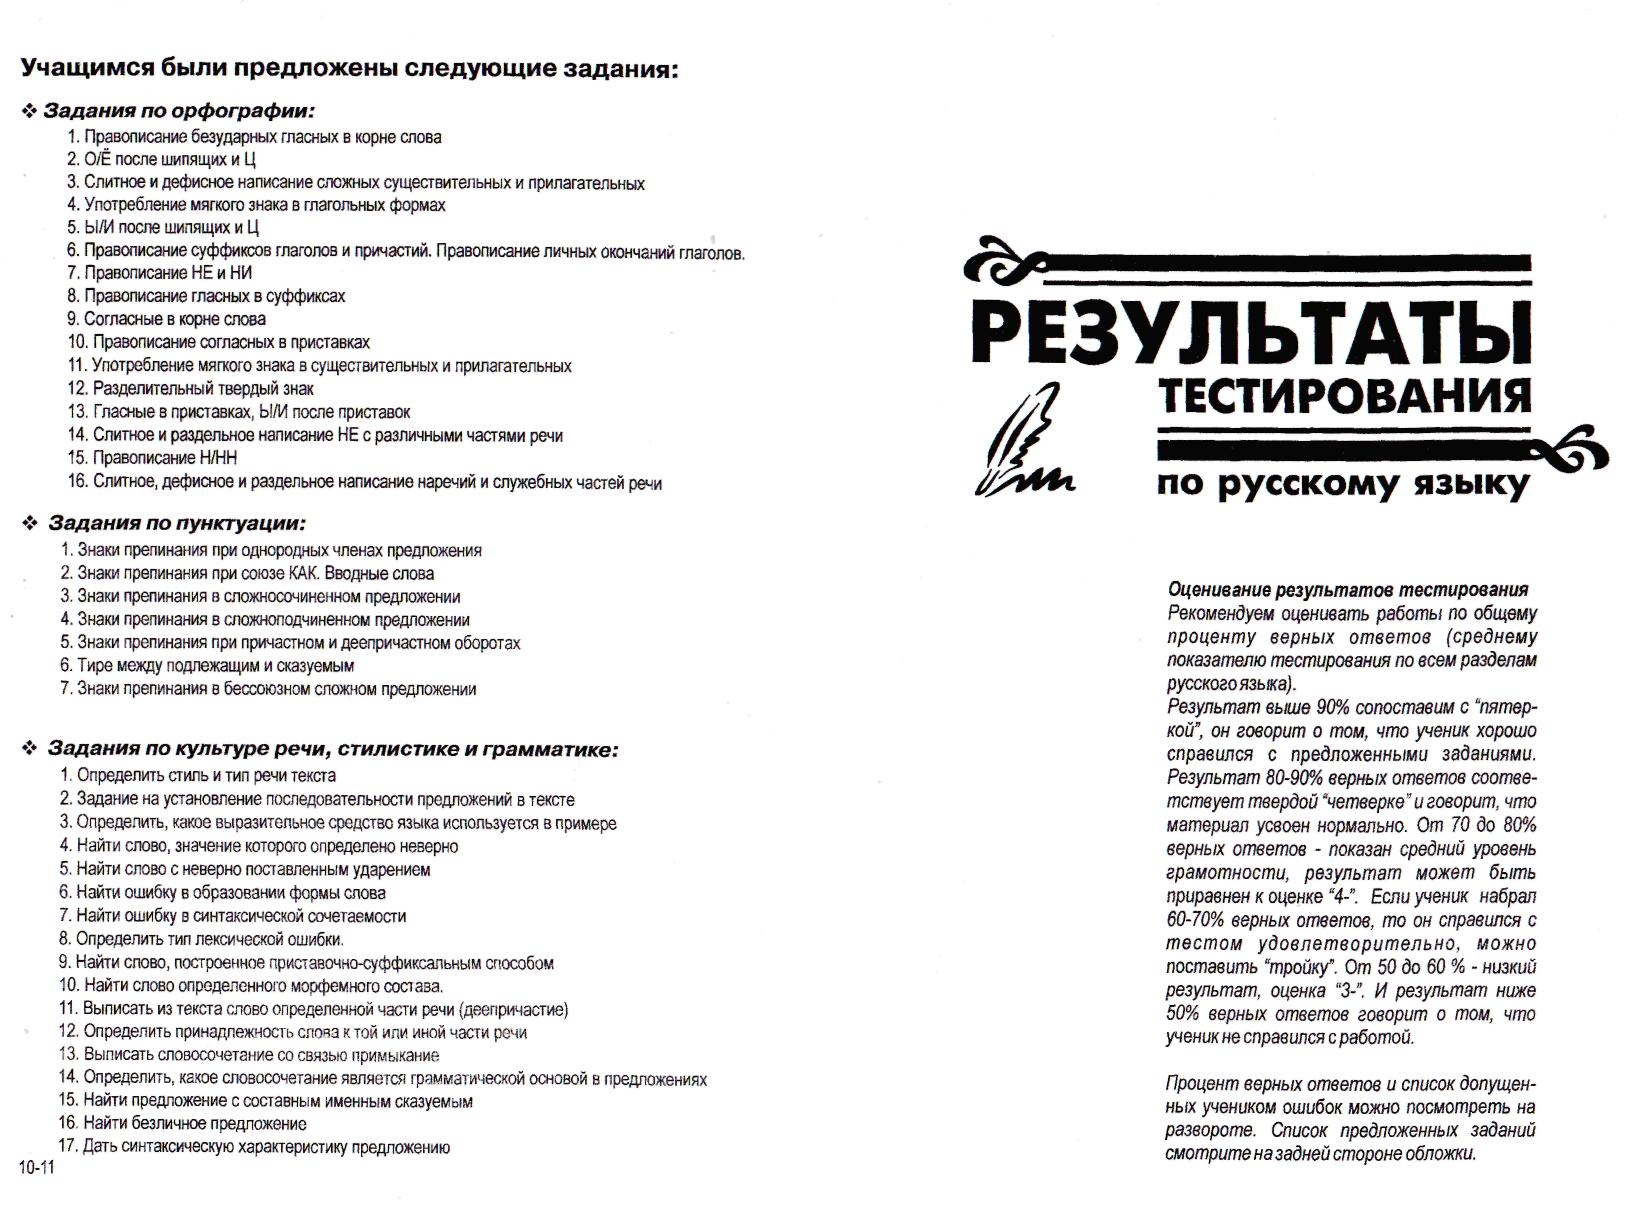 Учащимся были предложены следующие задания:
❖ Задания по орфографии:
1. Правописание безударных гласных в корне слова
2. О/Ё после шипящих и Ц
3. Слитное и дефисное написание сложных существительных и прилагательных
4. Употребление мягкого знака в глагольных формах
5. Ы/И после шипящих и Ц
6. Правописание суффиксов глаголов и причастий. Правописание личных окончаний глаголов.
7. Правописание НЕ и НИ
8. Правописание гласных в суффиксах
9. Согласные в корне слова
10. Правописание согласных в приставках
11. Употребление мягкого знака в существительных и прилагательных
12. Разделительный твердый знак
13. Гласные в приставках, Ы/И после приставок
14. Слитное и раздельное написание НЕ с различными частями речи
15. Правописание Н/НН
16. Слитное, дефисное и раздельное написание наречий и служебных частей речи
❖ Задания по пунктуации:
1. Знаки препинания при однородных членах предложения
2. Знаки препинания при союзе КАК. Вводные слова
3. Знаки препинания в сложносочиненном предложении
4. Знаки препинания в сложноподчиненном предложении
5. Знаки препинания при причастном и деепричастном оборотах
6. Тире между подлежащим и сказуемым
7. Знаки препинания в бессоюзном сложном предложении
❖ Задания по культуре речи, стилистике и грамматике:
1. Определить стиль и тип речи текста
2. Задание на установление последовательности предложений в тексте
3. Определить, какое выразительное средство языка используется в примере
4. Найти слово, значение которого определено неверно
5. Найти слово с неверно поставленным ударением
6. Найти ошибку в образовании формы слова
7. Найти ошибку в синтаксической сочетаемости
8. Определить тип лексической ошибки.
9. Найти слово, построенное приставочно-суффиксальным способом
10. Найти слово определенного морфемного состава.
11. Выписать из текста слово определенной части речи (деепричастие)
12. Определить принадлежность слова к той или иной части речи
13. Выписать словосочетание со связью примыкание
14. Определить, какое словосочетание является грамматической основой в предложениях
15. Найти предложение с составным именным сказуемым
16. Найти безличное предложение
17. Дать синтаксическую характеристику предложению
10-11
РЕЗУЛЬТАТЫ
ТЕСТИРОВАНИЯ
по русскому языку
Оценивание результатов тестирования
Рекомендуем оценивать работы по общему
проценту верных ответов (среднему
показателю тестирования по всем разделам
русского языка).
Результат выше 90% сопоставим с "пятер-
кой", он говорит о том, что ученик хорошо
справился с предложенными заданиями.
Результат 80-90% верных ответов соотве-
тствует твердой "четверке" и говорит, что
материал усвоен нормально. От 70 до 80%
верных ответов - показан средний уровень
грамотности, результат может быть
приравнен к оценке "4-". Если ученик набрал
60-70% верных ответов, то он справился с
тестом удовлетворительно, можно
поставить "тройку". От 50 до 60 % - низкий
результат, оценка "3-". И результат ниже
50% верных ответов говорит о том, что
ученик не справился с работой.
Процент верных ответов и список допущен-
ных учеником ошибок можно посмотреть на
развороте. Список предложенных заданий
смотрите на задней стороне обложки.